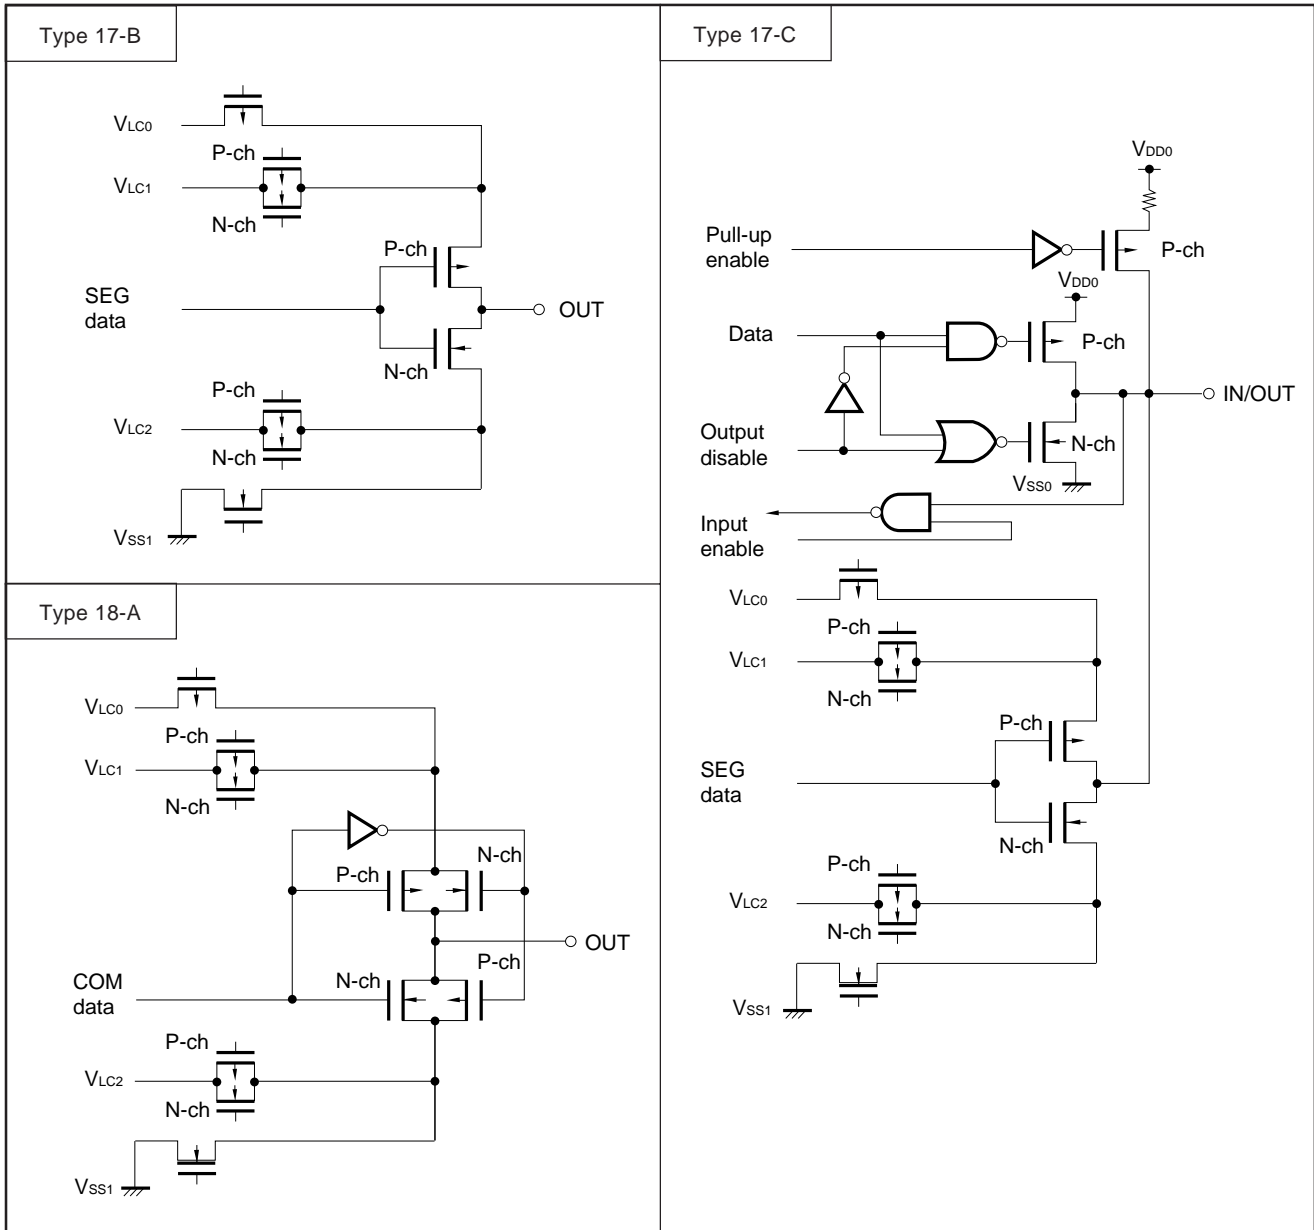 Type 17-B
VLC0
P-ch
VLC1
N-ch
P-ch
SEG
data
OUT
N-ch
P-ch
VLC2
N-ch
VSS1
Type 18-A
VLC0
P-ch
VLC1
N-ch
N-ch
P-ch
OUT
P-ch
N-ch
COM
data
P-ch
VLC2
N-ch
VSS1
Type 17-C
VDD0
Pull-up
enable
P-ch
VDD0
Data
P-ch
IN/OUT
Output
disable
N-ch
VSS0
Input
enable
VLC0
P-ch
VLC1
N-ch
P-ch
SEG
data
N-ch
P-ch
VLC2
N-ch
VSS1